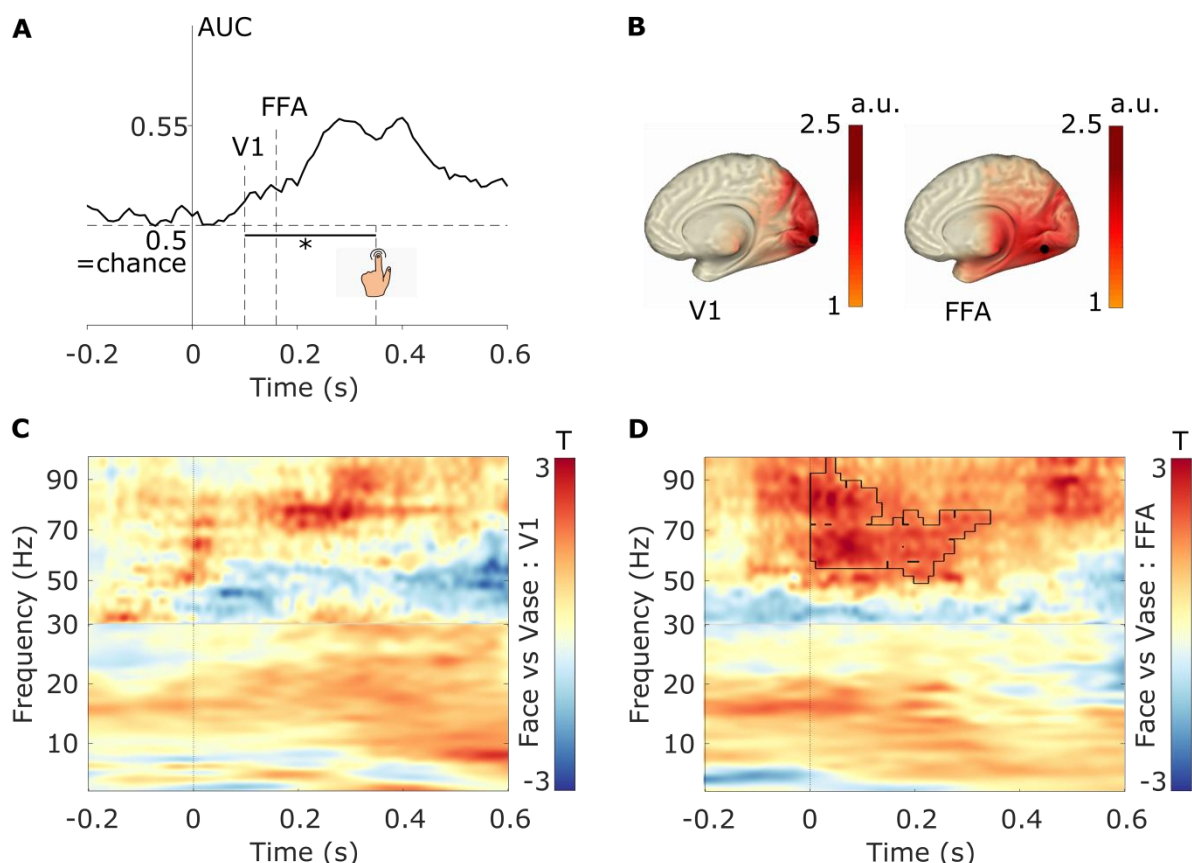 A
AUC
0.55
FFA
V1
0.5
=chance
*
-0.2 0 0.2 0.4 0.6
Time (s)
B
a.u.
2.5
1
V1
a.u.
2.5
1
FFA
C
Frequency (Hz)
90
70
50
30
20
10
-0.2 0 0.2 0.4 0.6
Time (s)
T
3
-3
Face vs Vase : V1
D
Frequency (Hz)
90
70
50
30
20
10
-0.2 0 0.2 0.4 0.6
Time (s)
T
3
-3
Face vs Vase : FFA